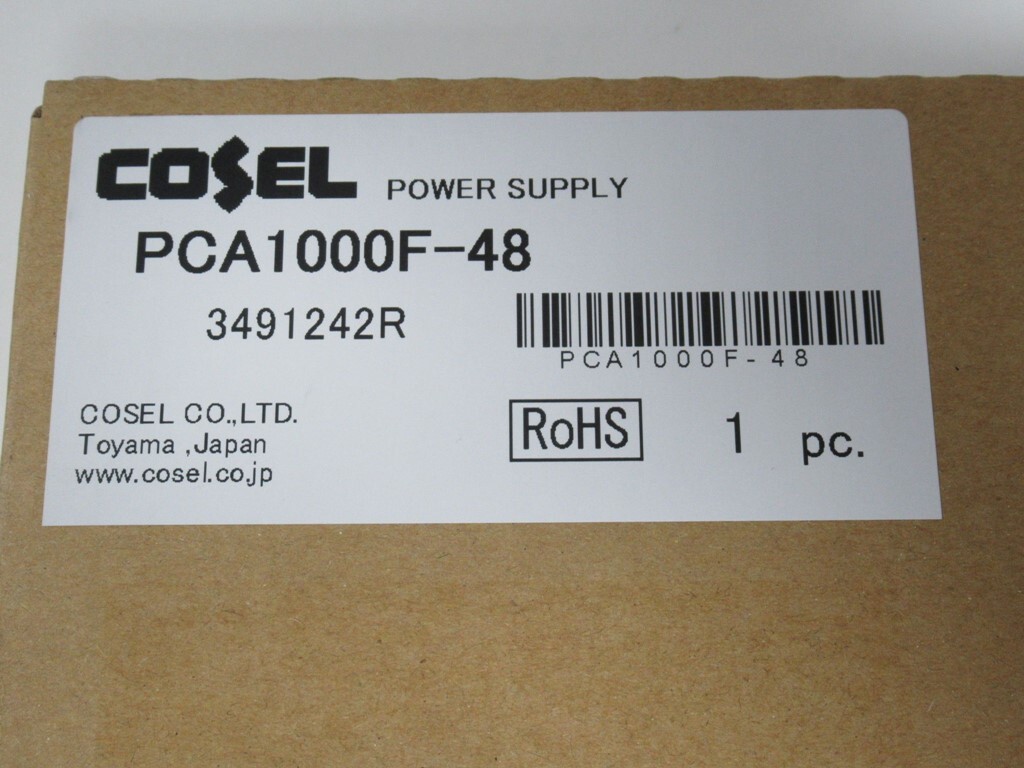 COSEL POWER SUPPLY
PCA1000F-48
3491242R
PCA1000F-48
COSEL CO.,LTD.
Toyama ,Japan
www.cosel.co.jp
RoHS 1 pc.